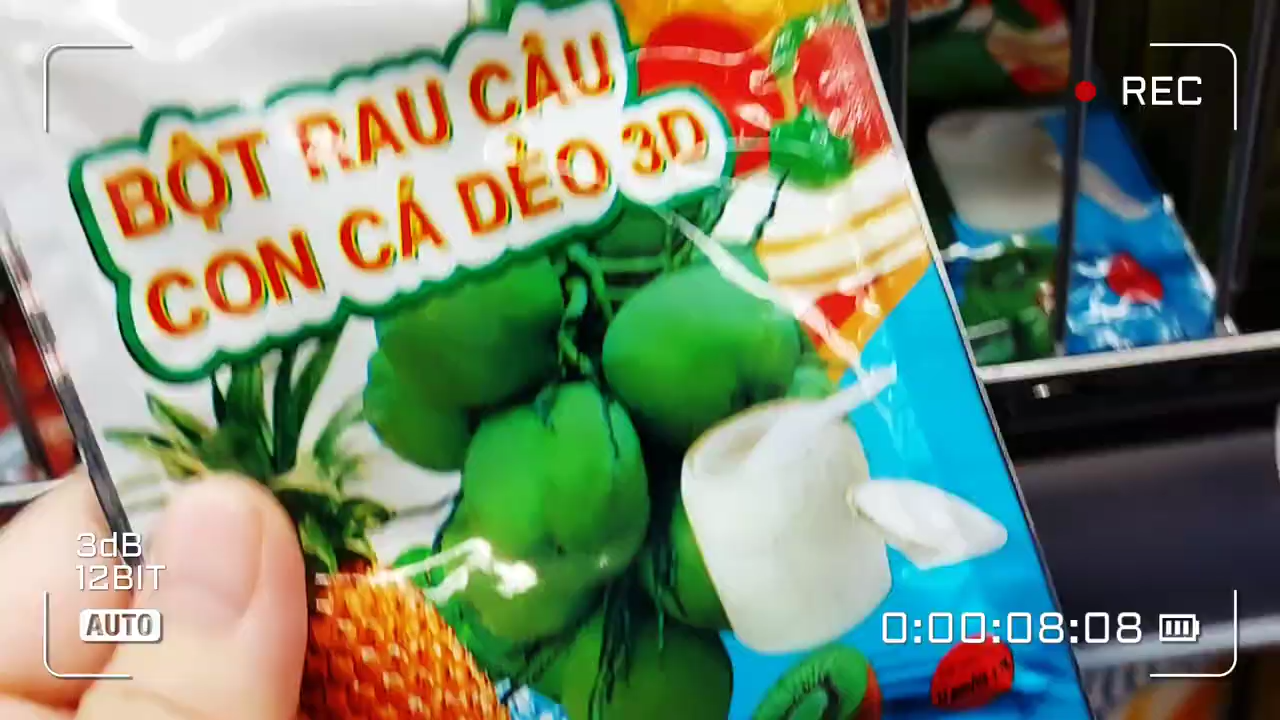 BỘT RAU CÂU
CON CÁ DẺO 3D
REC
3dB
12BIT
AUTO
0:00:08:08